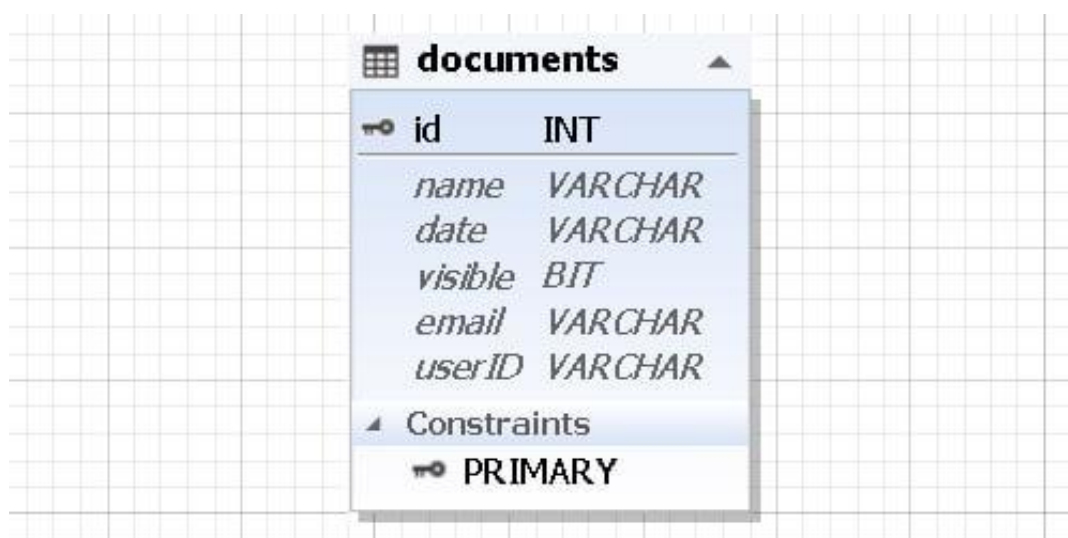 documents
id INT
name VARCHAR
date VARCHAR
visible BIT
email VARCHAR
userID VARCHAR
Constraints
PRIMARY